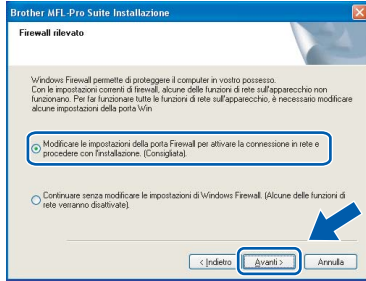 Brother MFL-Pro Suite Installazione
Firewall rilevato
Windows Firewall permette di proteggere il computer in vostro possesso.
Con le impostazioni correnti di firewall, alcune delle funzioni di rete sull'apparecchio non
funzionano. Per far funzionare tutte le funzioni di rete sull'apparecchio, è necessario modificare
alcune impostazioni della porta Win
Modificare le impostazioni della porta Firewall per attivare la connessione in rete e
procedere con l'installazione. (Consigliata).
Continuare senza modificare le impostazioni di Windows Firewall. (Alcune delle funzioni di
rete verranno disattivate).
< Indietro
Avanti >
Annulla